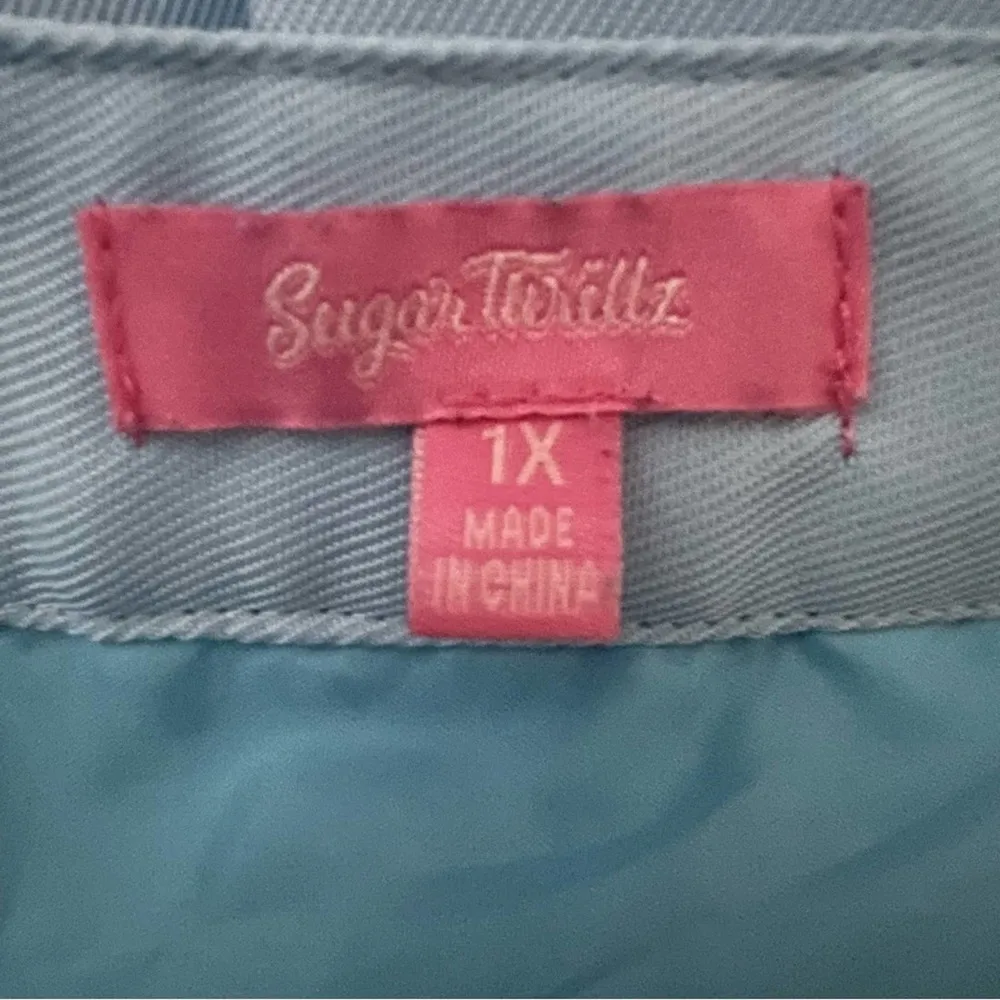 Sugar Thrillz
1X
MADE
IN CHINA